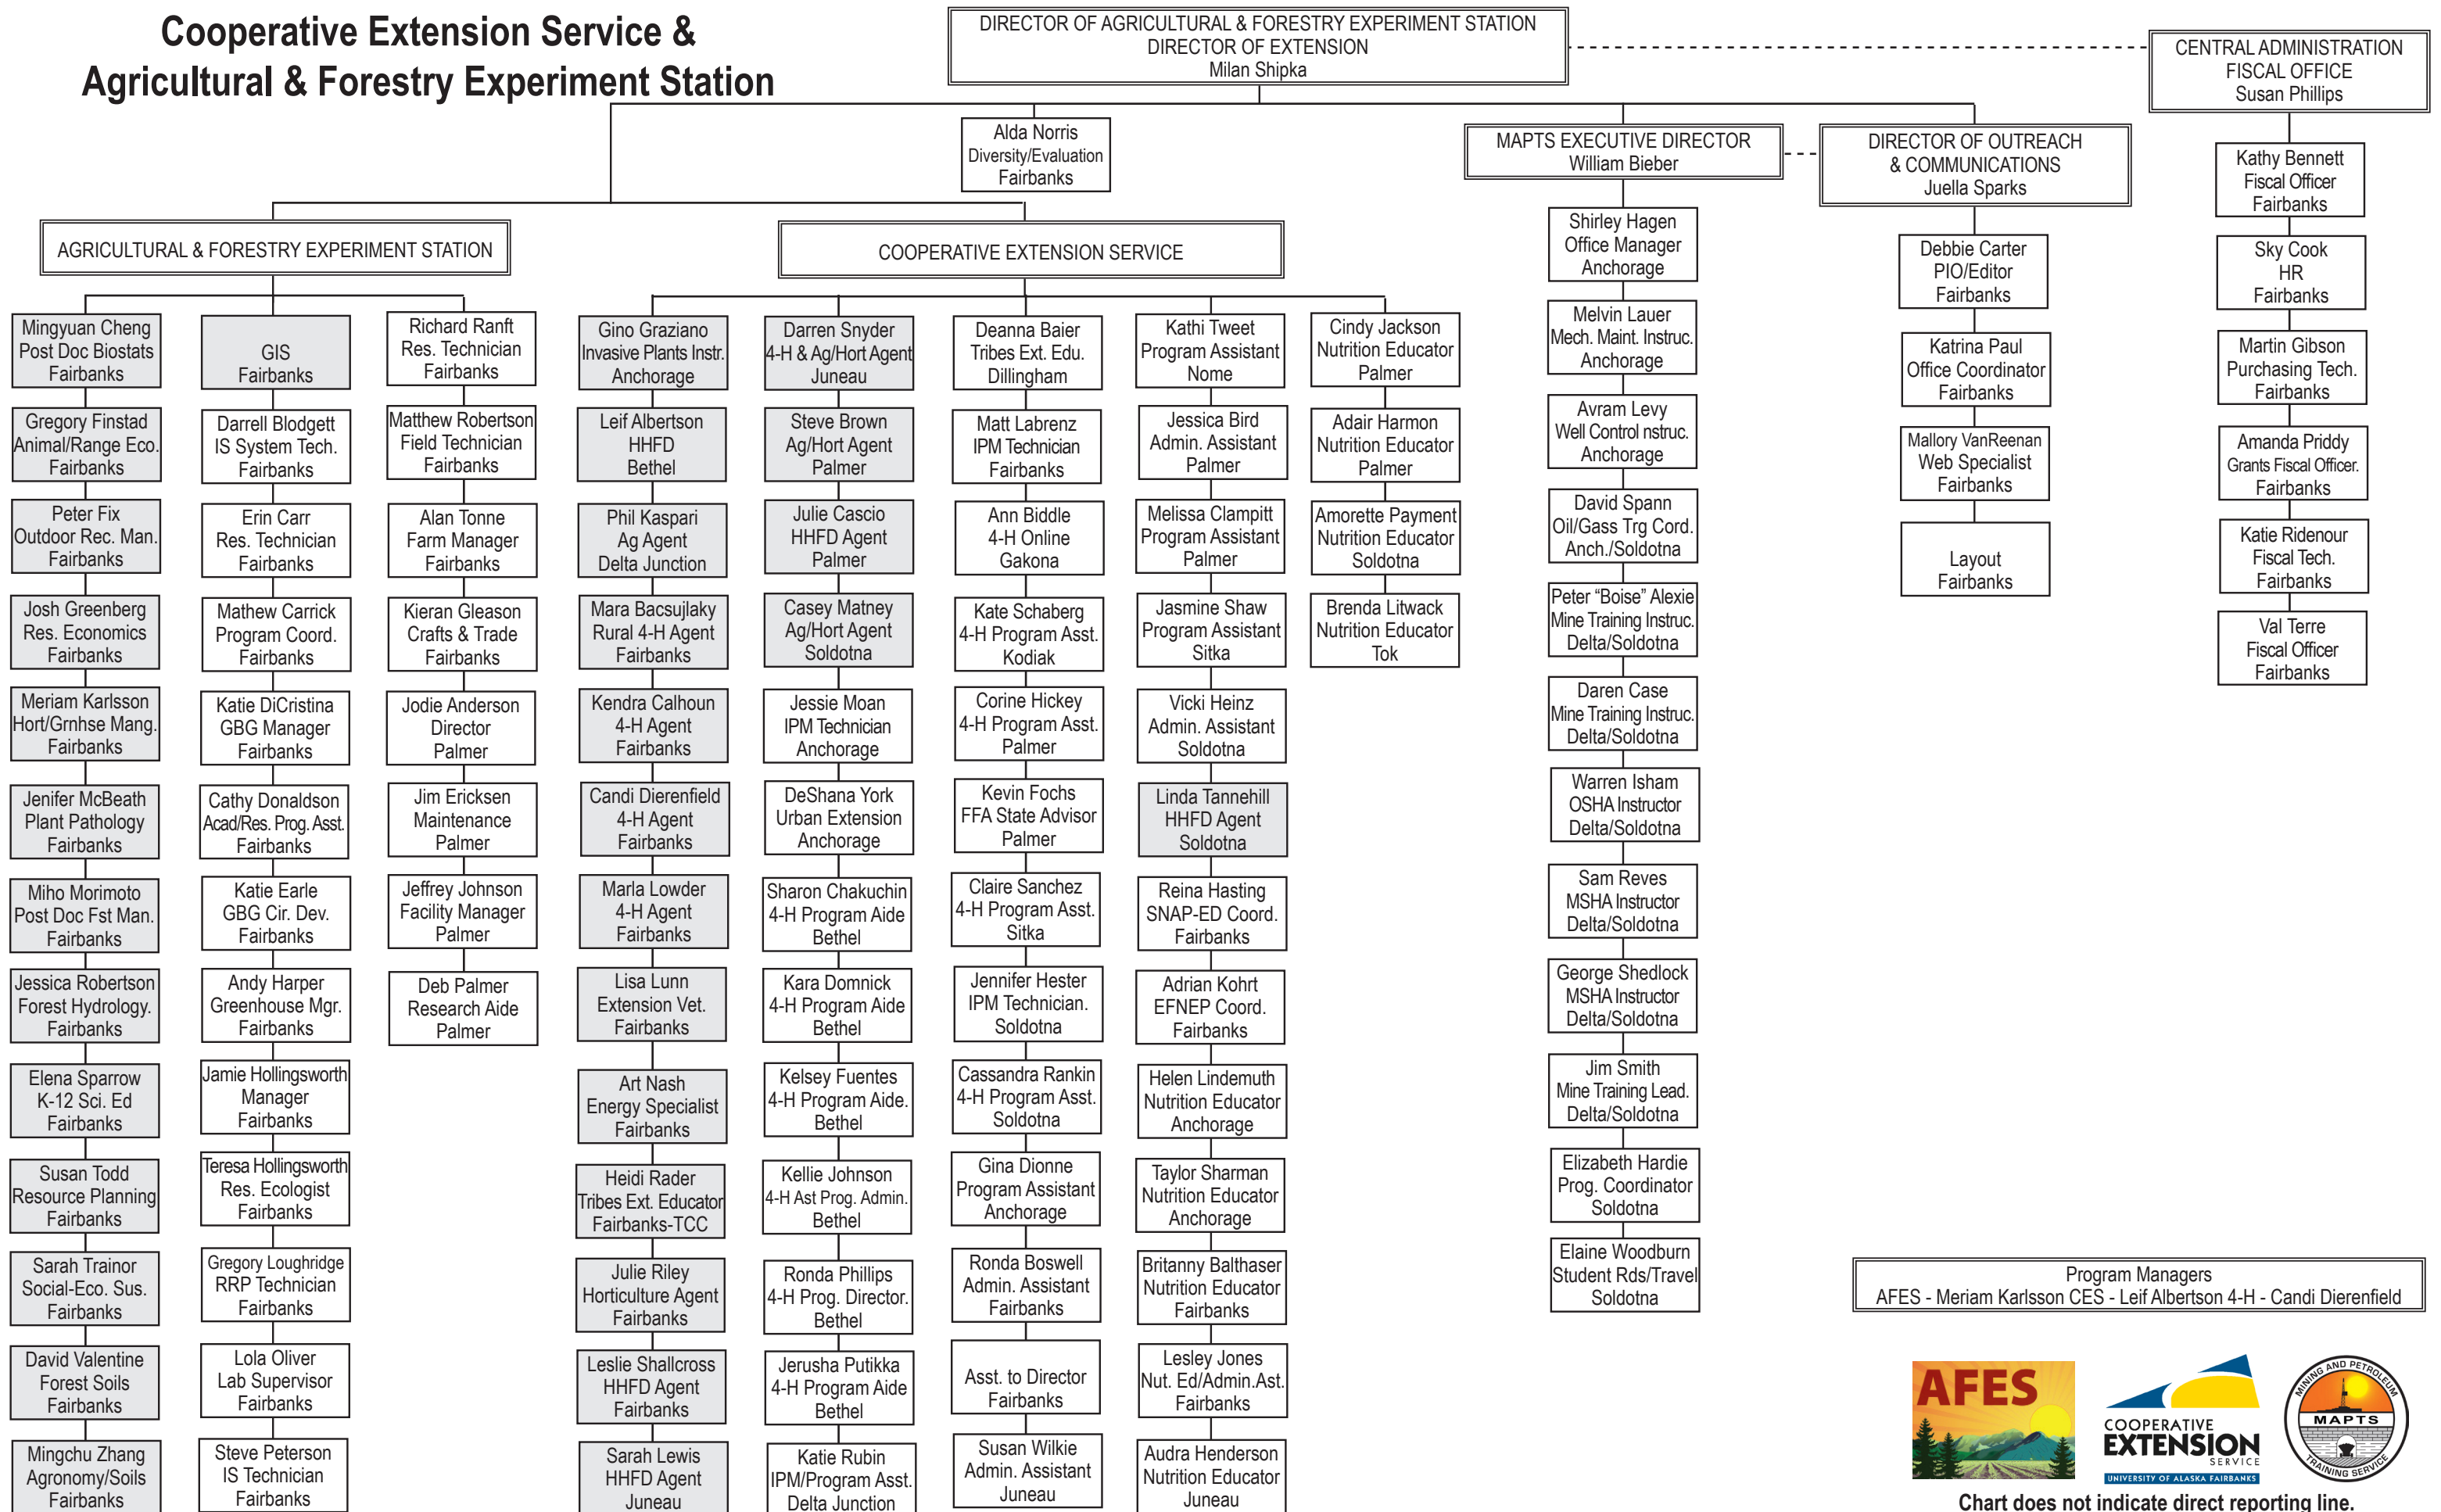 Cooperative Extension Service &
Agricultural & Forestry Experiment Station
DIRECTOR OF AGRICULTURAL & FORESTRY EXPERIMENT STATION
DIRECTOR OF EXTENSION
Milan Shipka
CENTRAL ADMINISTRATION
FISCAL OFFICE
Susan Phillips
Alda Norris
Diversity/Evaluation
Fairbanks
MAPTS EXECUTIVE DIRECTOR
William Bieber
DIRECTOR OF OUTREACH
& COMMUNICATIONS
Juella Sparks
AGRICULTURAL & FORESTRY EXPERIMENT STATION
COOPERATIVE EXTENSION SERVICE
Mingyuan Cheng
Post Doc Biostats
Fairbanks
Gregory Finstad
Animal/Range Eco.
Fairbanks
Peter Fix
Outdoor Rec. Man.
Fairbanks
Josh Greenberg
Res. Economics
Fairbanks
Meriam Karlsson
Hort/Grnhse Mang.
Fairbanks
Jenifer McBeath
Plant Pathology
Fairbanks
Miho Morimoto
Post Doc Fst Man.
Fairbanks
Jessica Robertson
Forest Hydrology.
Fairbanks
Elena Sparrow
K-12 Sci. Ed
Fairbanks
Susan Todd
Resource Planning
Fairbanks
Sarah Trainor
Social-Eco. Sus.
Fairbanks
David Valentine
Forest Soils
Fairbanks
Mingchu Zhang
Agronomy/Soils
Fairbanks
GIS
Fairbanks
Darrell Blodgett
IS System Tech.
Fairbanks
Erin Carr
Res. Technician
Fairbanks
Mathew Carrick
Program Coord.
Fairbanks
Katie DiCristina
GBG Manager
Fairbanks
Cathy Donaldson
Acad/Res. Prog. Asst.
Fairbanks
Katie Earle
GBG Cir. Dev.
Fairbanks
Andy Harper
Greenhouse Mgr.
Fairbanks
Jamie Hollingsworth
Manager
Fairbanks
Teresa Hollingsworth
Res. Ecologist
Fairbanks
Gregory Loughridge
RRP Technician
Fairbanks
Lola Oliver
Lab Supervisor
Fairbanks
Steve Peterson
IS Technician
Fairbanks
Richard Ranft
Res. Technician
Fairbanks
Matthew Robertson
Field Technician
Fairbanks
Alan Tonne
Farm Manager
Fairbanks
Kieran Gleason
Crafts & Trade
Fairbanks
Jodie Anderson
Director
Palmer
Jim Ericksen
Maintenance
Palmer
Jeffrey Johnson
Facility Manager
Palmer
Deb Palmer
Research Aide
Palmer
Gino Graziano
Invasive Plants Instr.
Anchorage
Leif Albertson
HHFD
Bethel
Phil Kaspari
Ag Agent
Delta Junction
Mara Bacsujlaky
Rural 4-H Agent
Fairbanks
Kendra Calhoun
4-H Agent
Fairbanks
Candi Dierenfield
4-H Agent
Fairbanks
Marla Lowder
4-H Agent
Fairbanks
Lisa Lunn
Extension Vet.
Fairbanks
Art Nash
Energy Specialist
Fairbanks
Heidi Rader
Tribes Ext. Educator
Fairbanks-TCC
Julie Riley
Horticulture Agent
Fairbanks
Leslie Shallcross
HHFD Agent
Fairbanks
Sarah Lewis
HHFD Agent
Juneau
Darren Snyder
4-H & Ag/Hort Agent
Juneau
Steve Brown
Ag/Hort Agent
Palmer
Julie Cascio
HHFD Agent
Palmer
Casey Matney
Ag/Hort Agent
Soldotna
Jessie Moan
IPM Technician
Anchorage
DeShana York
Urban Extension
Anchorage
Sharon Chakuchin
4-H Program Aide
Bethel
Kara Domnick
4-H Program Aide
Bethel
Kelsey Fuentes
4-H Program Aide.
Bethel
Kellie Johnson
4-H Ast Prog. Admin.
Bethel
Ronda Phillips
4-H Prog. Director.
Bethel
Jerusha Putikka
4-H Program Aide
Bethel
Katie Rubin
IPM/Program Asst.
Delta Junction
Deanna Baier
Tribes Ext. Edu.
Dillingham
Matt Labrenz
IPM Technician
Fairbanks
Ann Biddle
4-H Online
Gakona
Kate Schaberg
4-H Program Asst.
Kodiak
Corine Hickey
4-H Program Asst.
Palmer
Kevin Fochs
FFA State Advisor
Palmer
Claire Sanchez
4-H Program Asst.
Sitka
Jennifer Hester
IPM Technician.
Soldotna
Cassandra Rankin
4-H Program Asst.
Soldotna
Gina Dionne
Program Assistant
Anchorage
Ronda Boswell
Admin. Assistant
Fairbanks
Asst. to Director
Fairbanks
Susan Wilkie
Admin. Assistant
Juneau
Kathi Tweet
Program Assistant
Nome
Jessica Bird
Admin. Assistant
Palmer
Melissa Clampitt
Program Assistant
Palmer
Jasmine Shaw
Program Assistant
Sitka
Vicki Heinz
Admin. Assistant
Soldotna
Linda Tannehill
HHFD Agent
Soldotna
Reina Hasting
SNAP-ED Coord.
Fairbanks
Adrian Kohrt
EFNEP Coord.
Fairbanks
Helen Lindemuth
Nutrition Educator
Anchorage
Taylor Sharman
Nutrition Educator
Anchorage
Britanny Balthaser
Nutrition Educator
Fairbanks
Lesley Jones
Nut. Ed/Admin.Ast.
Fairbanks
Audra Henderson
Nutrition Educator
Juneau
Cindy Jackson
Nutrition Educator
Palmer
Adair Harmon
Nutrition Educator
Palmer
Amorette Payment
Nutrition Educator
Soldotna
Brenda Litwack
Nutrition Educator
Tok
Shirley Hagen
Office Manager
Anchorage
Melvin Lauer
Mech. Maint. Instruc.
Anchorage
Avram Levy
Well Control nstruc.
Anchorage
David Spann
Oil/Gass Trg Cord.
Anch./Soldotna
Peter “Boise” Alexie
Mine Training Instruc.
Delta/Soldotna
Daren Case
Mine Training Instruc.
Delta/Soldotna
Warren Isham
OSHA Instructor
Delta/Soldotna
Sam Reves
MSHA Instructor
Delta/Soldotna
George Shedlock
MSHA Instructor
Delta/Soldotna
Jim Smith
Mine Training Lead.
Delta/Soldotna
Elizabeth Hardie
Prog. Coordinator
Soldotna
Elaine Woodburn
Student Rds/Travel
Soldotna
Debbie Carter
PIO/Editor
Fairbanks
Katrina Paul
Office Coordinator
Fairbanks
Mallory VanReenan
Web Specialist
Fairbanks
Layout
Fairbanks
Kathy Bennett
Fiscal Officer
Fairbanks
Sky Cook
HR
Fairbanks
Martin Gibson
Purchasing Tech.
Fairbanks
Amanda Priddy
Grants Fiscal Officer.
Fairbanks
Katie Ridenour
Fiscal Tech.
Fairbanks
Val Terre
Fiscal Officer
Fairbanks
Program Managers
AFES - Meriam Karlsson CES - Leif Albertson 4-H - Candi Dierenfield
AFES
COOPERATIVE
EXTENSION
SERVICE
UNIVERSITY OF ALASKA FAIRBANKS
MINING AND PETROLEUM
MAPTS
TRAINING SERVICE
Chart does not indicate direct reporting line.